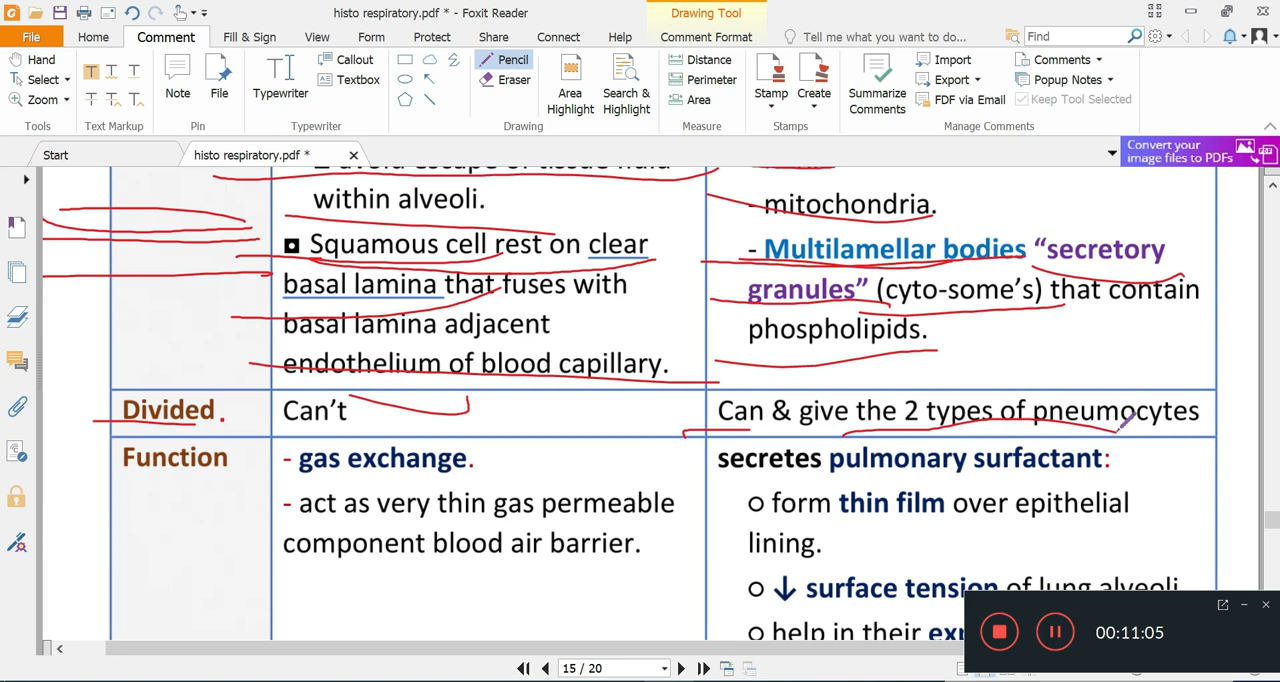 histo respiratory.pdf * - Foxit Reader
Drawing Tool
File
Home
Comment
Fill & Sign
View
Form
Protect
Share
Connect
Help
Comment Format
Tell me what you want to do...
Find
Hand
Select
Zoom
Tools
Text Markup
Note
File
Pin
Typewriter
Callout
Textbox
Typewriter
Pencil
Eraser
Area
Highlight
Search &
Highlight
Drawing
Distance
Perimeter
Area
Measure
Stamp
Create
Stamps
Summarize
Comments
Import
Export
FDF via Email
Comments
Popup Notes
Keep Tool Selected
Manage Comments
Start
histo respiratory.pdf *
Convert your
image files to PDFs
within alveoli.
Squamous cell rest on clear
basal lamina that fuses with
basal lamina adjacent
endothelium of blood capillary.
- mitochondria.
- Multilamellar bodies “secretory
granules” (cyto-some’s) that contain
phospholipids.
Divided.
Can’t
Can & give the 2 types of pneumocytes
Function
- gas exchange.
- act as very thin gas permeable
component blood air barrier.
secretes pulmonary surfactant:
form thin film over epithelial
lining.
↓ surface tension of lung alveoli
help in their
00:11:05
15 / 20